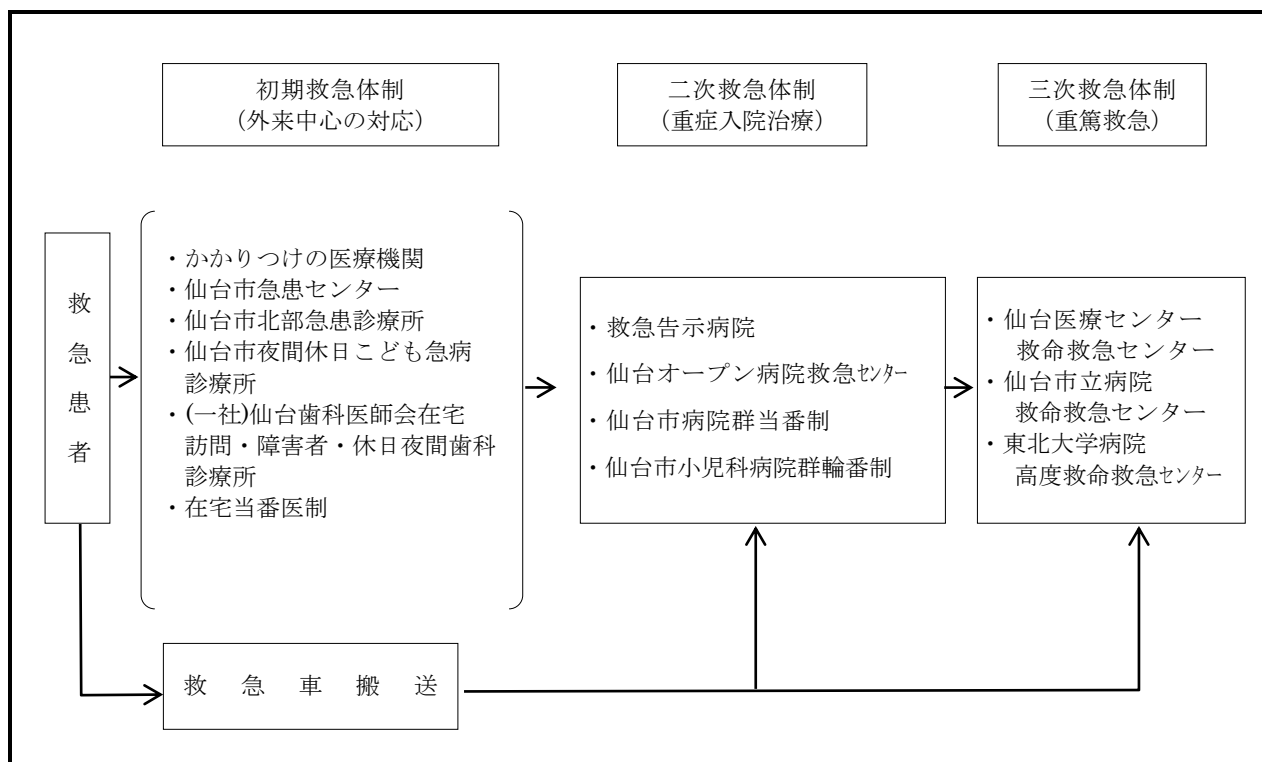 初期救急体制
（外来中心の対応）
二次救急体制
（重症入院治療）
三次救急体制
（重篤救急）
救急患者
・かかりつけの医療機関
・仙台市急患センター
・仙台市北部急患診療所
・仙台市夜間休日こども急病
診療所
・(一社)仙台歯科医師会在宅
訪問・障害者・休日夜間歯科
診療所
・在宅当番医制
・救急告示病院
・仙台オープン病院救急センター
・仙台市病院群当番制
・仙台市小児科病院群輪番制
・仙台医療センター
救命救急センター
・仙台市立病院
救命救急センター
・東北大学病院
高度救命救急センター
救急車搬送